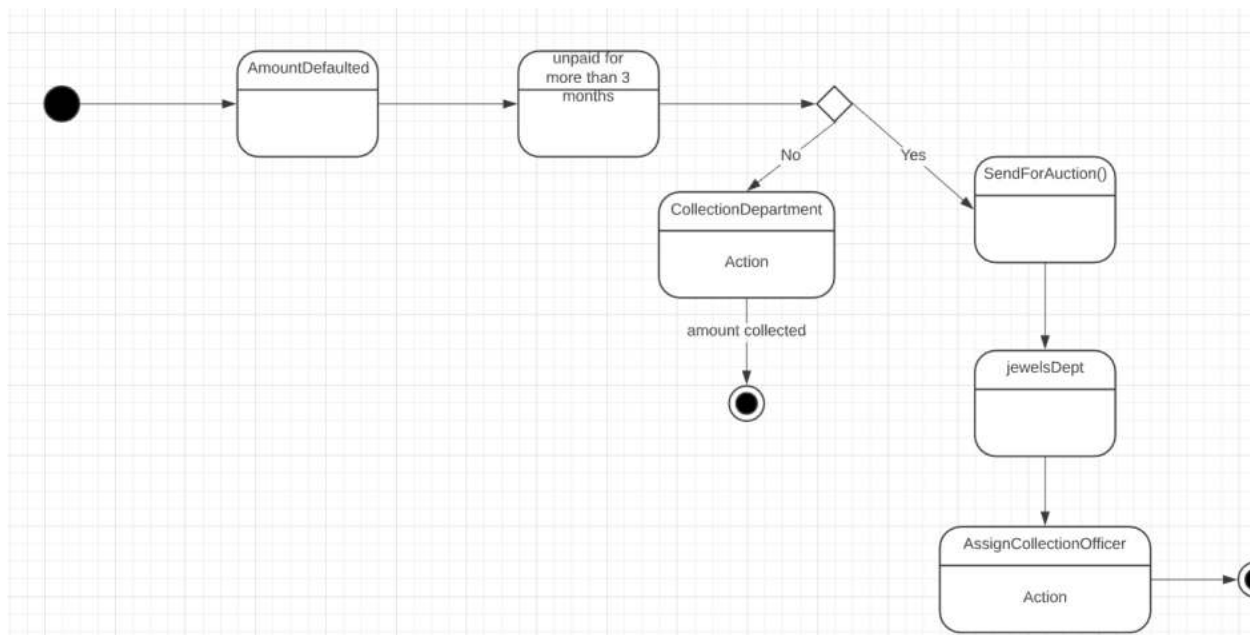 AmountDefaulted
unpaid for
more than 3
months
No
Yes
SendForAuction()
CollectionDepartment
Action
amount collected
jewelsDept
AssignCollectionOfficer
Action